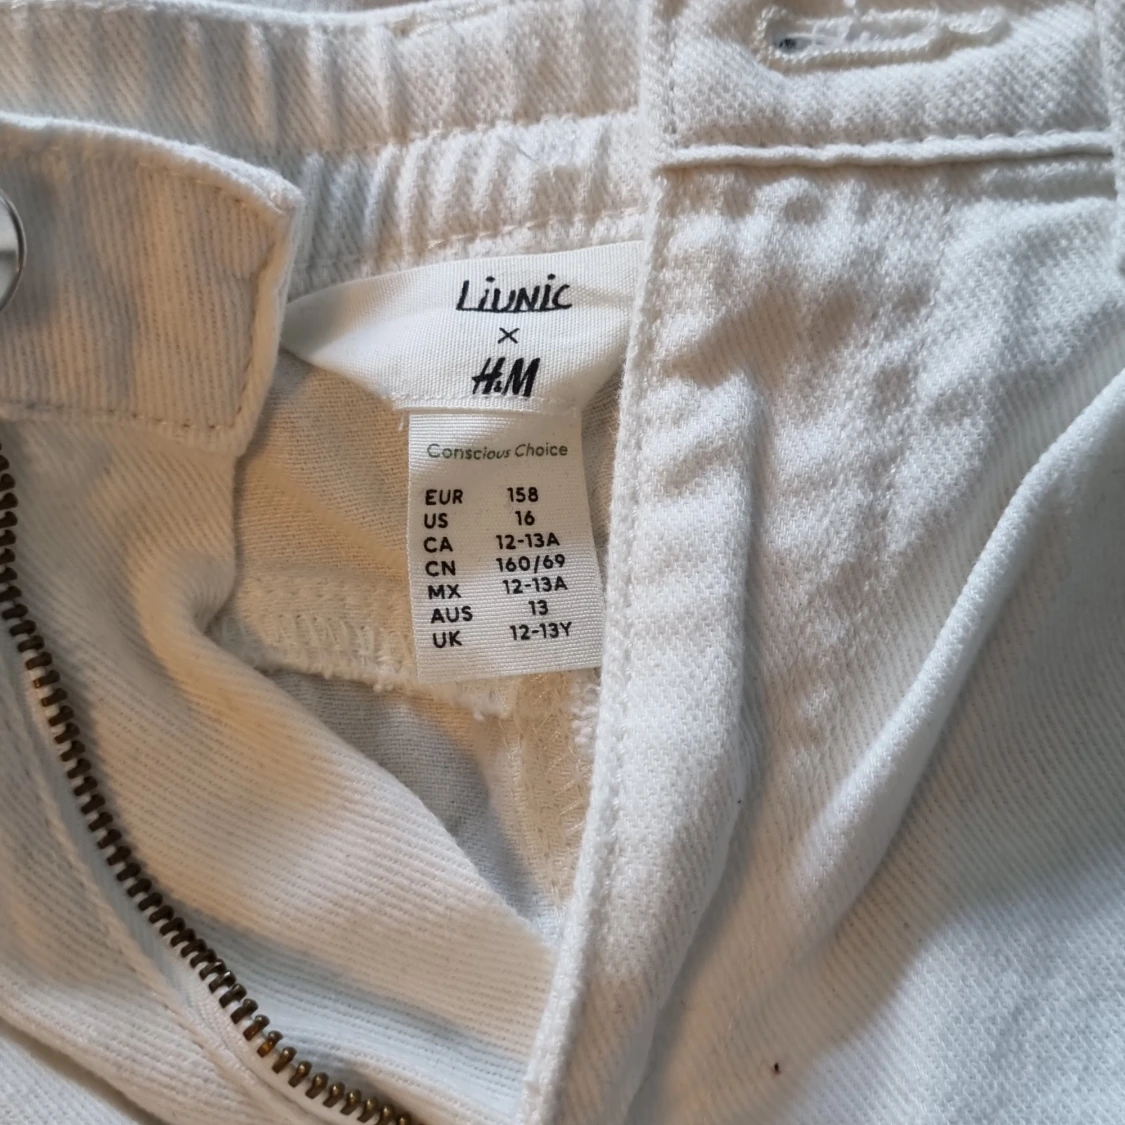 LiUNiC
×
H&M
Conscious Choice
EUR 158
US 16
CA 12-13A
CN 160/69
MX 12-13A
AUS 13
UK 12-13Y